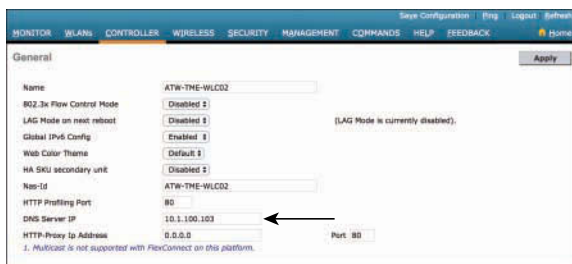 Saye Configuration | Ping | Logout | Refresh
MONITOR WLANs CONTROLLER WIRELESS SECURITY MANAGEMENT COMMANDS HELP FEEDBACK Home
General Apply
Name ATW-TME-WLC02
802.3x Flow Control Mode Disabled
LAG Mode on next reboot Disabled (LAG Mode is currently disabled).
Global IPv6 Config Enabled
Web Color Theme Default
HA SKU secondary unit Disabled
Nas-Id ATW-TME-WLC02
HTTP Profiling Port 80
DNS Server IP 10.1.100.103
HTTP-Proxy Ip Address 0.0.0.0 Port 80
1. Multicast is not supported with FlexConnect on this platform.